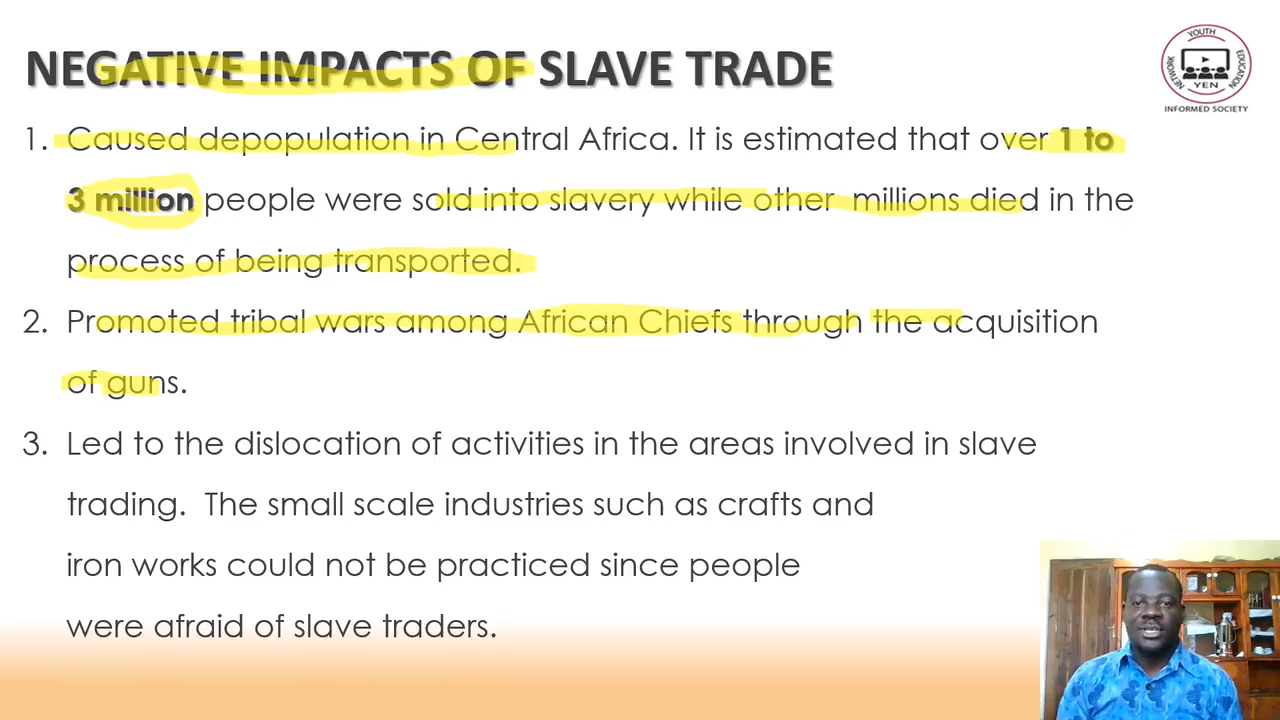 NEGATIVE IMPACTS OF SLAVE TRADE
YOUTH
EDUCATION
NETWORK
YEN
INFORMED SOCIETY
1. Caused depopulation in Central Africa. It is estimated that over 1 to
3 million people were sold into slavery while other millions died in the
process of being transported.
2. Promoted tribal wars among African Chiefs through the acquisition
of guns.
3. Led to the dislocation of activities in the areas involved in slave
trading. The small scale industries such as crafts and
iron works could not be practiced since people
were afraid of slave traders.